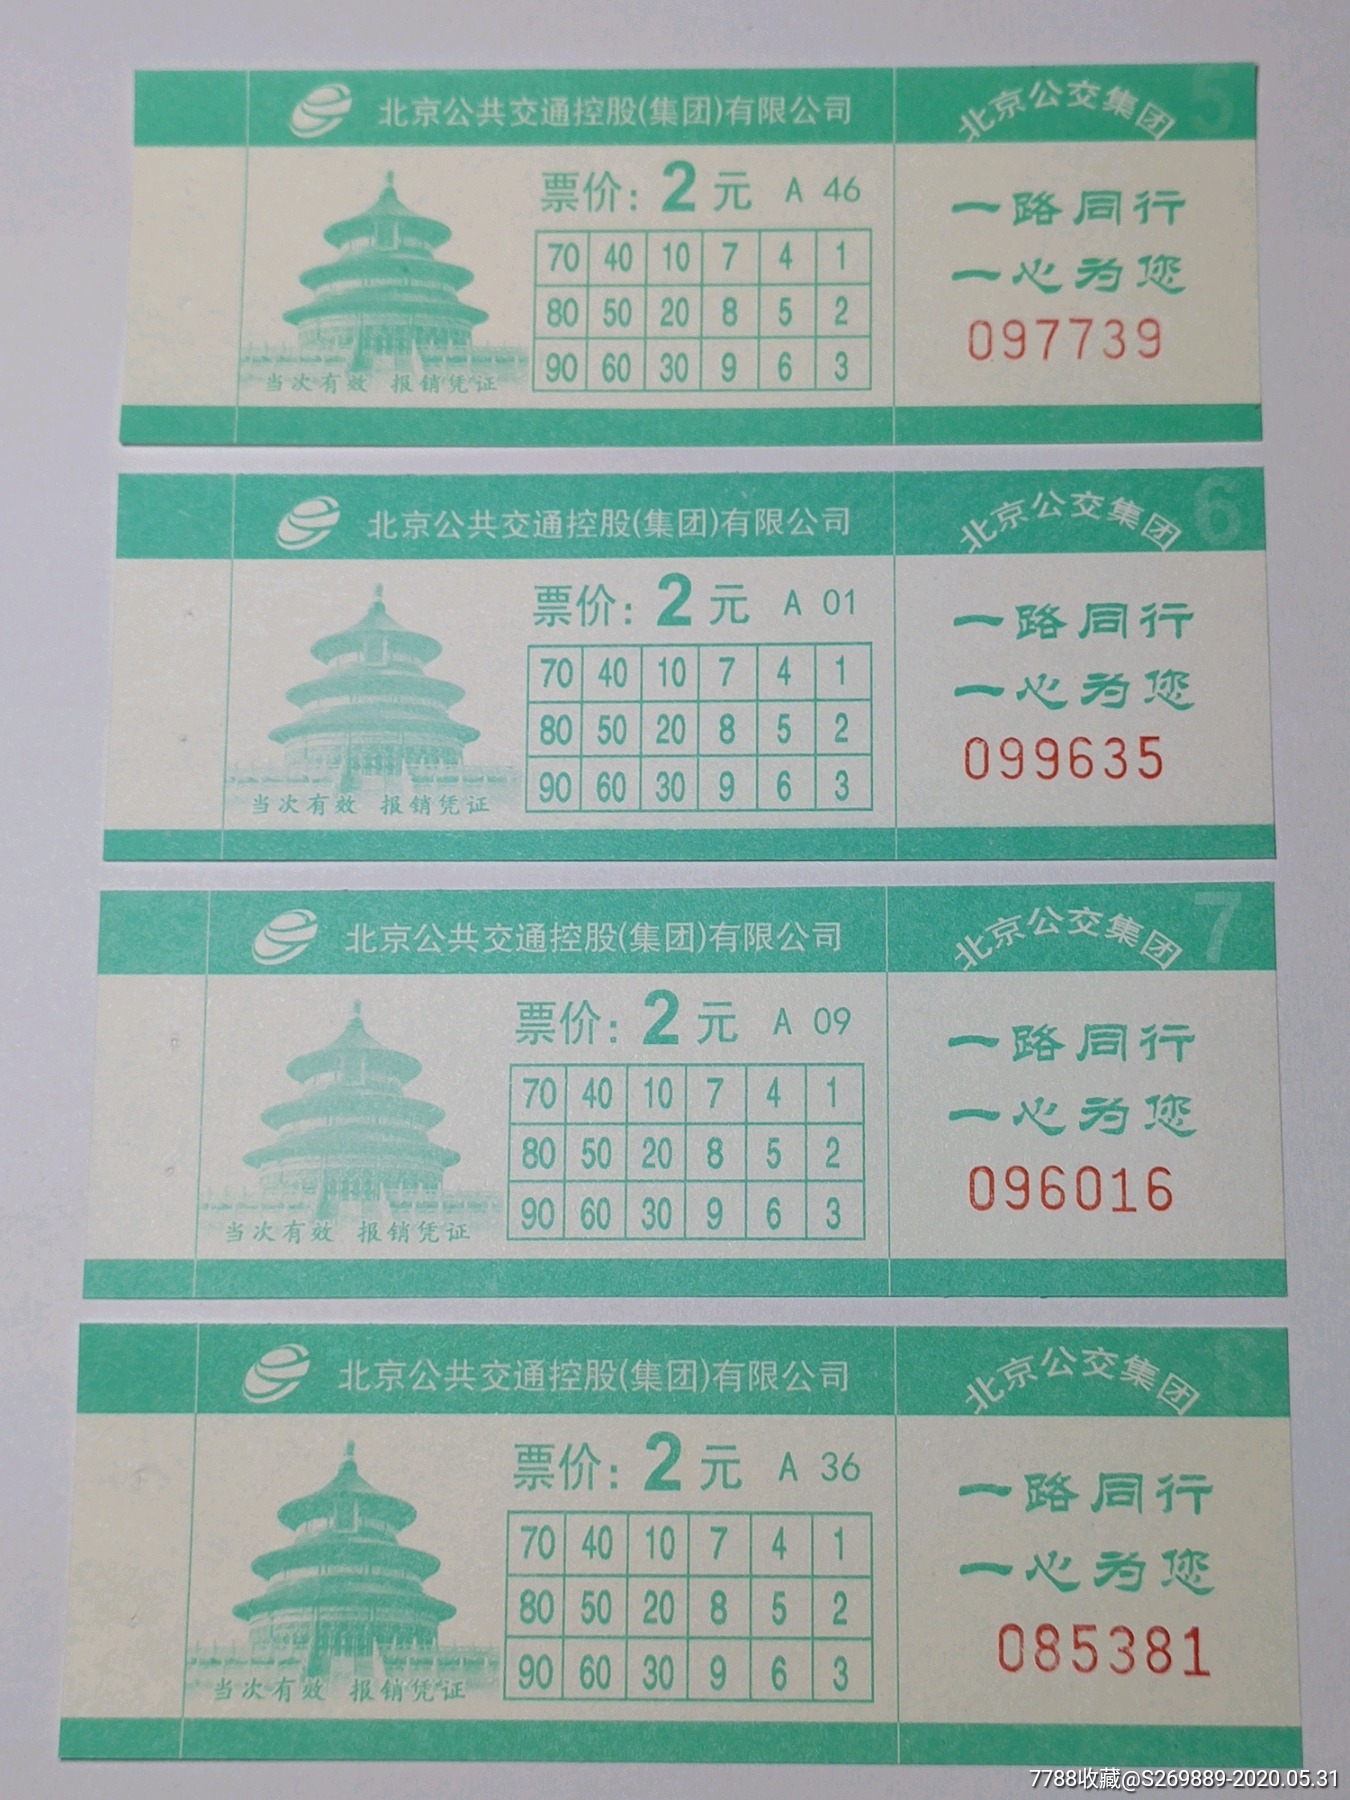 北京公共交通控股(集团)有限公司
北京公交集团 5
票价: 2 元 A 46
70 40 10 7 4 1
80 50 20 8 5 2
90 60 30 9 6 3
当次有效 报销凭证
一路同行
一心为您
097739
北京公共交通控股(集团)有限公司
北京公交集团 6
票价: 2 元 A 01
70 40 10 7 4 1
80 50 20 8 5 2
90 60 30 9 6 3
当次有效 报销凭证
一路同行
一心为您
099635
北京公共交通控股(集团)有限公司
北京公交集团 7
票价: 2 元 A 09
70 40 10 7 4 1
80 50 20 8 5 2
90 60 30 9 6 3
当次有效 报销凭证
一路同行
一心为您
096016
北京公共交通控股(集团)有限公司
北京公交集团 8
票价: 2 元 A 36
70 40 10 7 4 1
80 50 20 8 5 2
90 60 30 9 6 3
当次有效 报销凭证
一路同行
一心为您
085381
7788收藏@S269889-2020.05.31